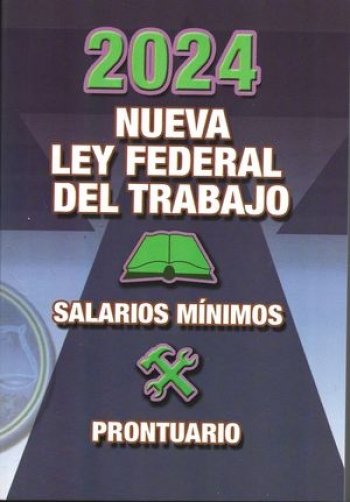 2024
NUEVA
LEY FEDERAL
DEL TRABAJO
SALARIOS MÍNIMOS
PRONTUARIO